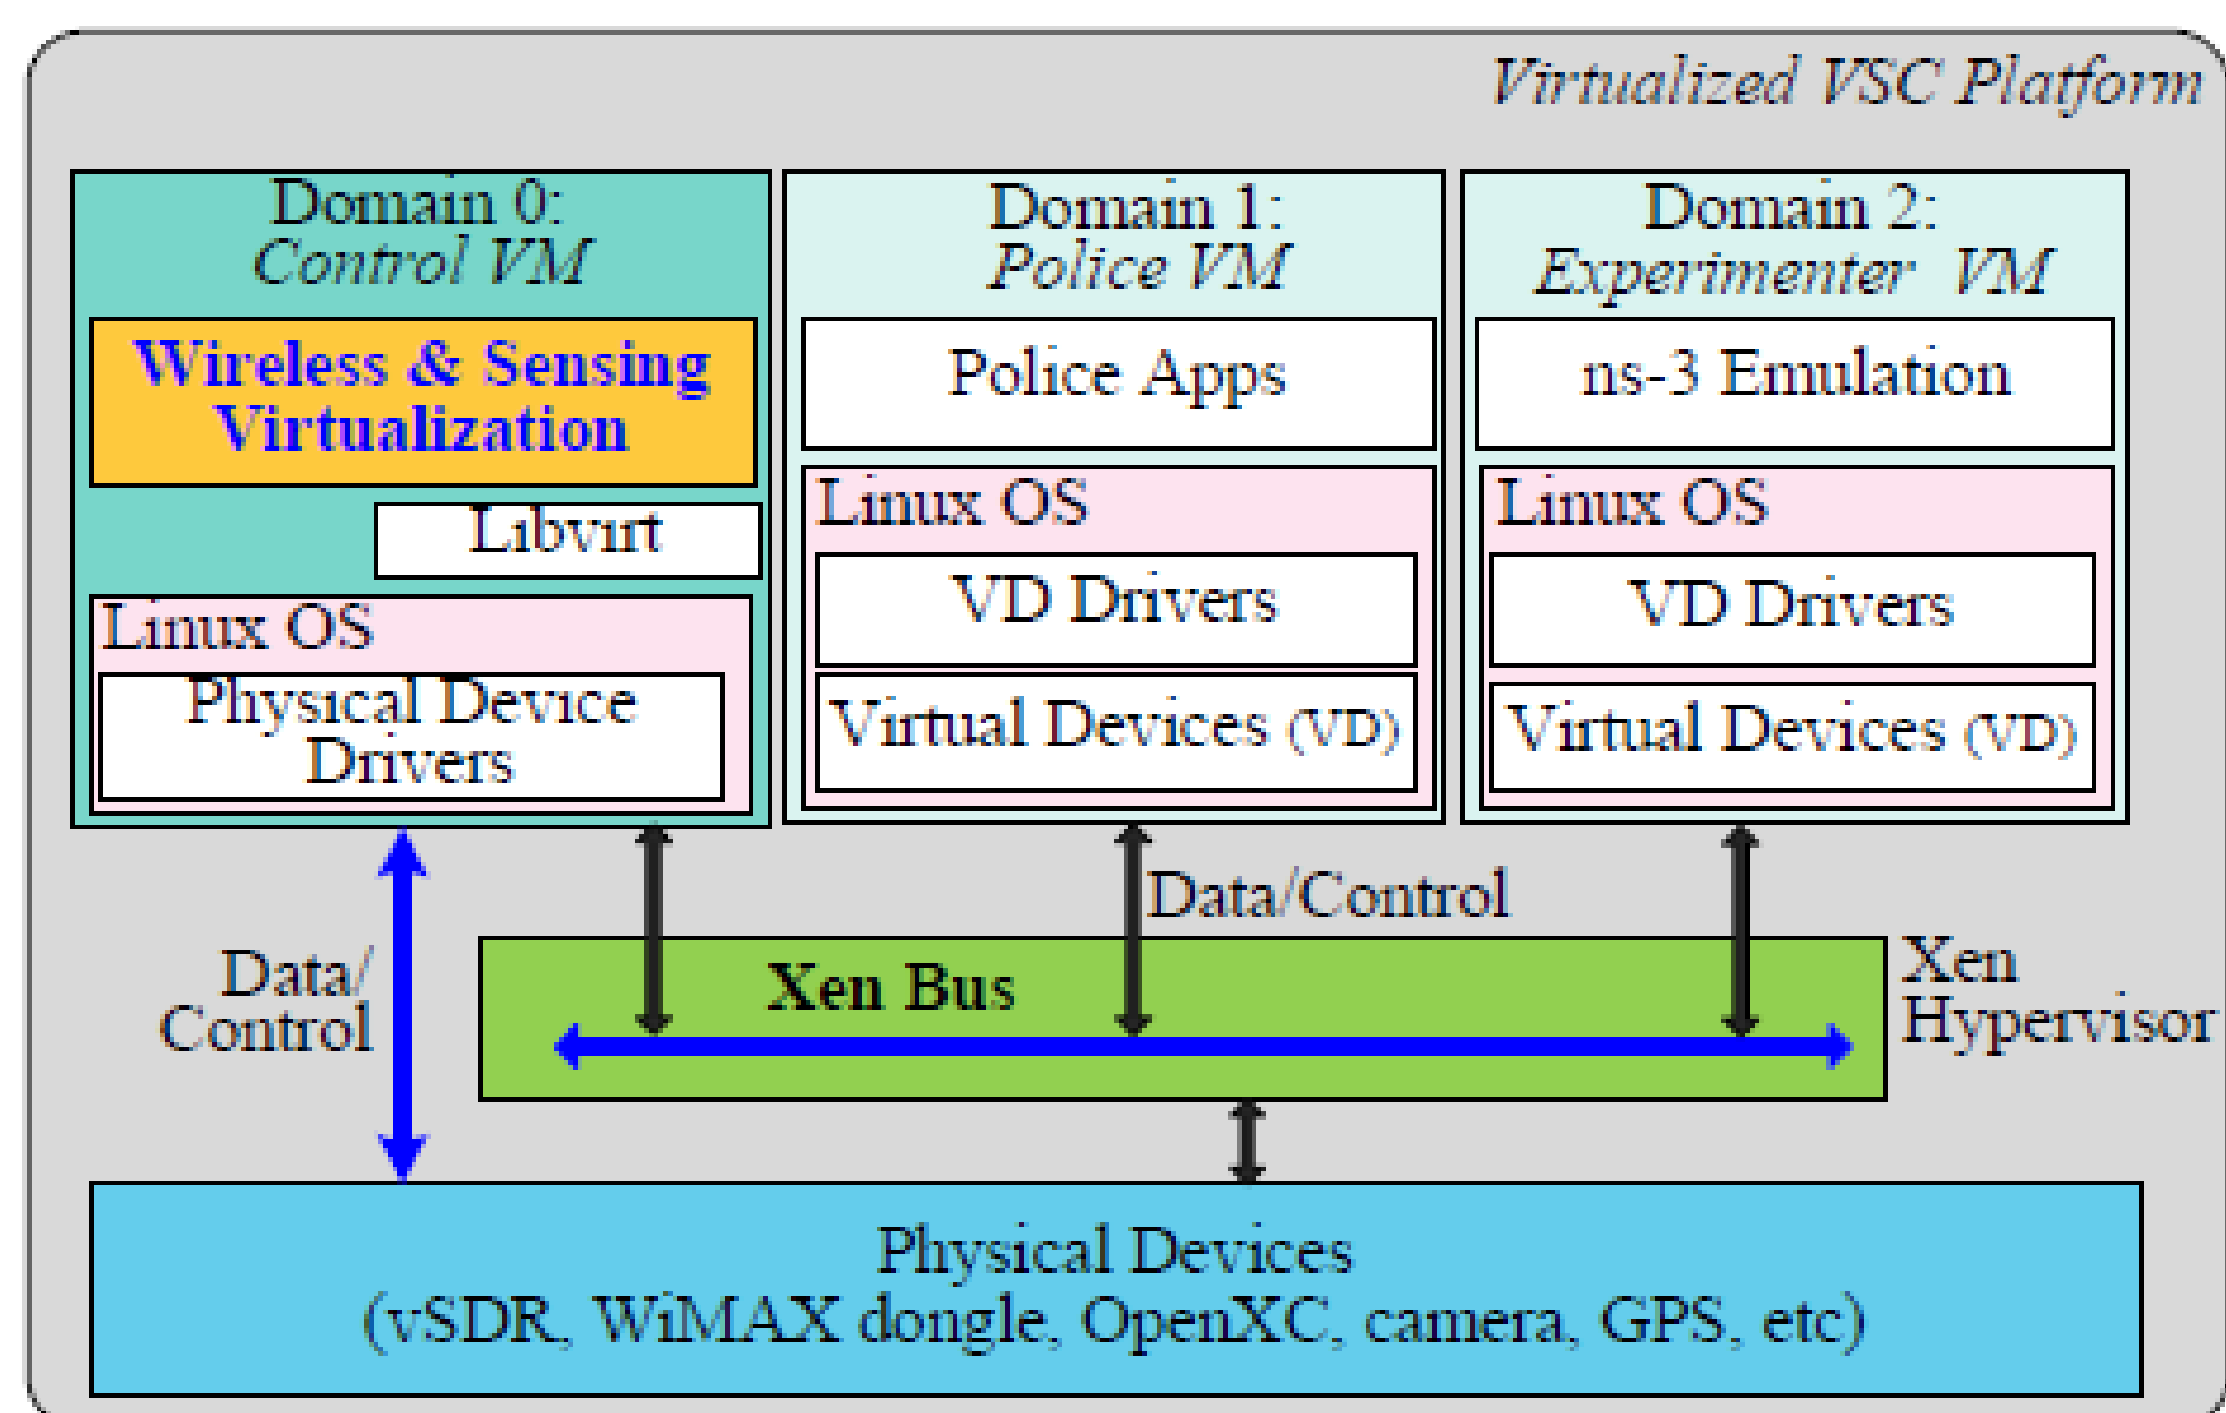 Virtualized VSC Platform
Domain 0:
Control VM
Wireless & Sensing
Virtualization
Libvirt
Linux OS
Physical Device
Drivers
Domain 1:
Police VM
Police Apps
Linux OS
VD Drivers
Virtual Devices (VD)
Domain 2:
Experimenter VM
ns-3 Emulation
Linux OS
VD Drivers
Virtual Devices (VD)
Data/
Control
Data/Control
Xen Bus
Xen
Hypervisor
Physical Devices
(vSDR, WiMAX dongle, OpenXC, camera, GPS, etc)